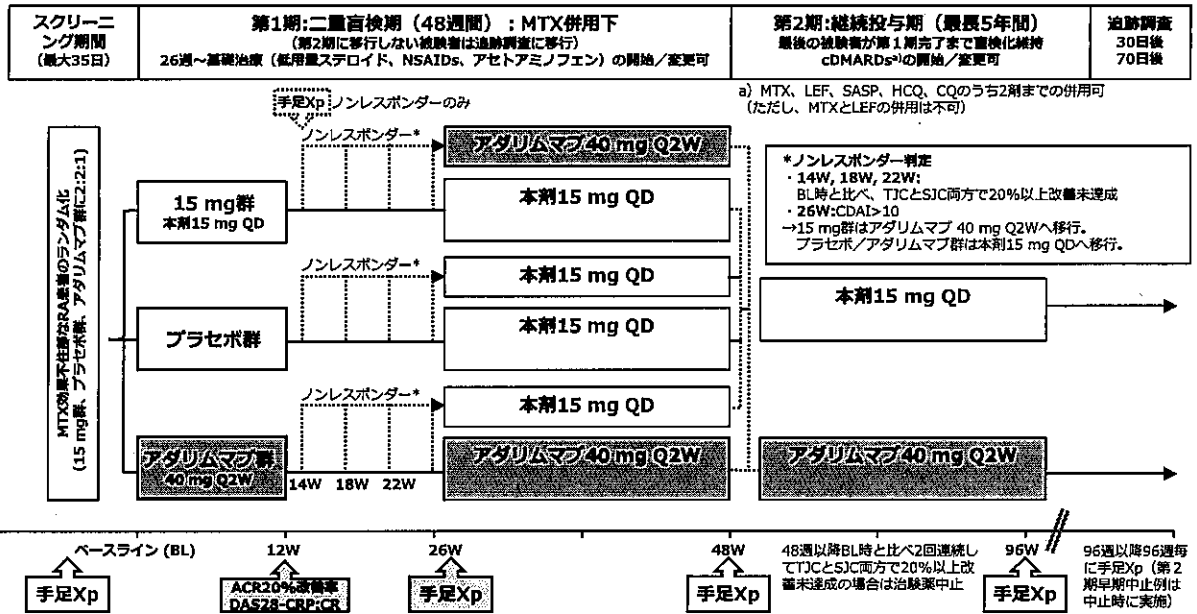 スクリーニング期間
(最大35日)
第1期:二重盲検期(48週間):MTX併用下
(第2期に移行しない被験者は追跡調査に移行)
26週~基礎治療(低用量ステロイド、NSAIDs、アセトアミノフェン)の開始/変更可
第2期:継続投与期(最長5年間)
最後の被験者が第1期完了まで盲検化維持
cDMARDsa)の開始/変更可
追跡調査
30日後
70日後
a) MTX、LEF、SASP、HCQ、CQのうち2剤までの併用可
(ただし、MTXとLEFの併用は不可)
手足Xp ノンレスポンダーのみ
ノンレスポンダー*
アダリムマブ40 mg Q2W
15 mg群
本剤15 mg QD
本剤15 mg QD
*ノンレスポンダー判定
・14W, 18W, 22W:
BL時と比べ、TJCとSJC両方で20%以上改善未達成
・26W:CDAI>10
→15 mg群はアダリムマブ 40 mg Q2Wへ移行。
プラセボ/アダリムマブ群は本剤15 mg QDへ移行。
MTX効果不十分なRA患者のランダム化
(15 mg群、プラセボ群、アダリムマブ群に2:2:1)
ノンレスポンダー*
本剤15 mg QD
プラセボ群
本剤15 mg QD
本剤15 mg QD
ノンレスポンダー*
本剤15 mg QD
アダリムマブ群
40 mg Q2W
14W 18W 22W
アダリムマブ40 mg Q2W
アダリムマブ40 mg Q2W
ベースライン (BL)
12W
26W
48W
48週以降BL時と比べ2回連続し
てTJCとSJC両方で20%以上改
善未達成の場合は治験薬中止
96W
96週以降96週毎
に手足Xp(第2
期早期中止例は
中止時に実施)
手足Xp
ACR20%改善率
DAS28-CRP:CR
手足Xp
手足Xp
手足Xp